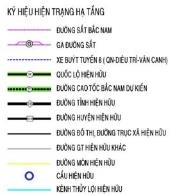 KÝ HIỆU HIỆN TRẠNG HẠ TẦNG
ĐƯỜNG SẮT BẮC NAM
GA ĐƯỜNG SẮT
XE BUÝT TUYẾN 6 (QN-DIÊU TRÌ-VÂN CANH)
QUỐC LỘ HIỆN HỮU
ĐƯỜNG CAO TỐC BẮC NAM DỰ KIẾN
ĐƯỜNG TỈNH HIỆN HỮU
ĐƯỜNG HUYỆN HIỆN HỮU
ĐƯỜNG ĐÔ THỊ, ĐƯỜNG TRỤC XÃ HIỆN HỮU
ĐƯỜNG GT HIỆN HỮU KHÁC
ĐƯỜNG MÒN HIỆN HỮU
CẦU HIỆN HỮU
KÊNH THỦY LỢI HIỆN HỮU